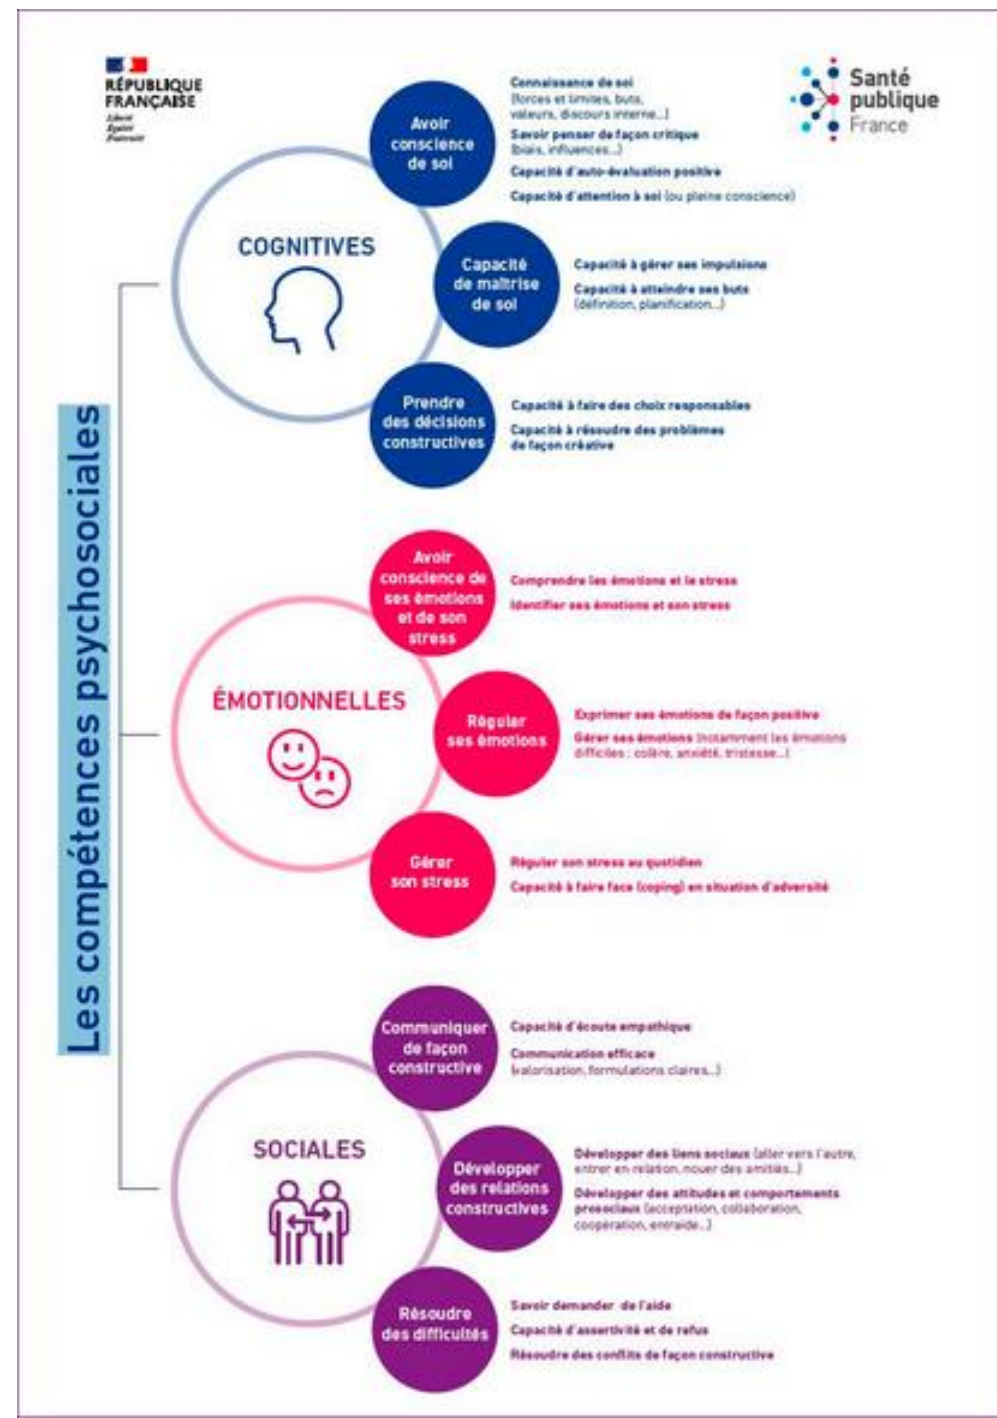 RÉPUBLIQUE
FRANÇAISE
Liberté
Égalité
Fraternité
Santé
publique
France
Les compétences psychosociales
COGNITIVES
Avoir
conscience
de soi
Connaissance de soi
(forces et limites, buts,
valeurs, discours interne...)
Savoir penser de façon critique
(biais, influences...)
Capacité d'auto-évaluation positive
Capacité d'attention à soi (ou pleine conscience)
Capacité
de maîtrise
de soi
Capacité à gérer ses impulsions
Capacité à atteindre ses buts
(définition, planification...)
Prendre
des décisions
constructives
Capacité à faire des choix responsables
Capacité à résoudre des problèmes
de façon créative
ÉMOTIONNELLES
Avoir
conscience de
ses émotions
et de son
stress
Comprendre les émotions et le stress
Identifier ses émotions et son stress
Réguler
ses émotions
Exprimer ses émotions de façon positive
Gérer ses émotions (notamment les émotions
difficiles : colère, anxiété, tristesse...)
Gérer
son stress
Réguler son stress au quotidien
Capacité à faire face (coping) en situation d'adversité
SOCIALES
Communiquer
de façon
constructive
Capacité d'écoute empathique
Communication efficace
(valorisation, formulations claires...)
Développer
des relations
constructives
Développer des liens sociaux (aller vers l'autre,
entrer en relation, nouer des amitiés...)
Développer des attitudes et comportements
prosociaux (acceptation, collaboration,
coopération, entraide...)
Résoudre
des difficultés
Savoir demander de l'aide
Capacité d'assertivité et de refus
Résoudre des conflits de façon constructive